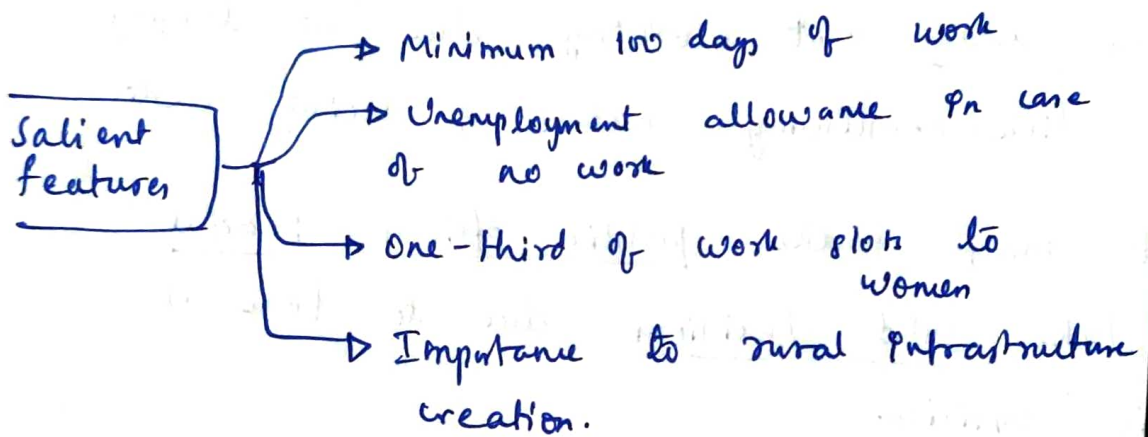 Salient
features
Minimum 100 days of work
Unemployment allowance in case
of no work
One-third of work slots to
women
Importance to rural infrastructure
creation.